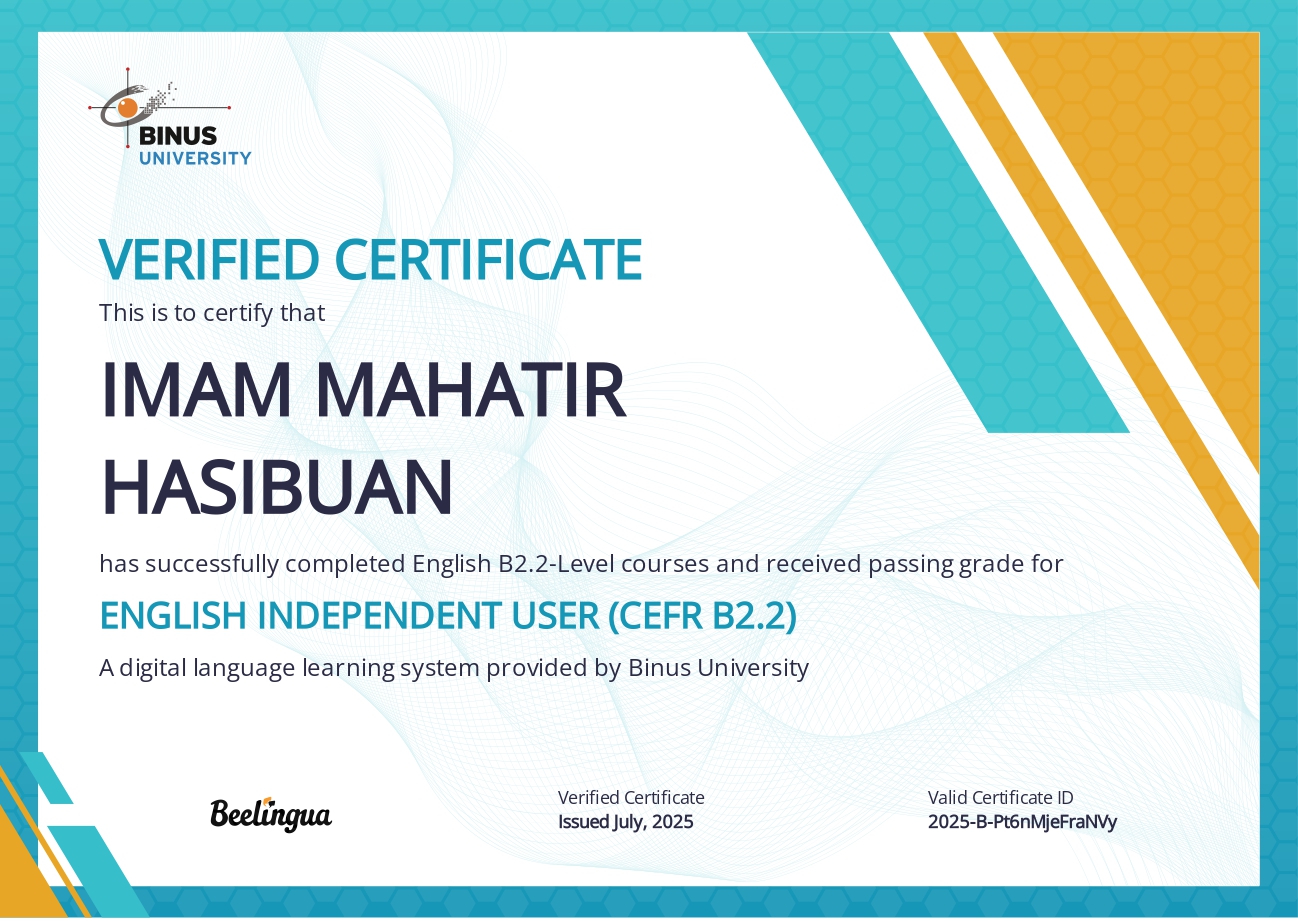 BINUS
UNIVERSITY
VERIFIED CERTIFICATE
This is to certify that
IMAM MAHATIR
HASIBUAN
has successfully completed English B2.2-Level courses and received passing grade for
ENGLISH INDEPENDENT USER (CEFR B2.2)
A digital language learning system provided by Binus University
Beelingua
Verified Certificate
Issued July, 2025
Valid Certificate ID
2025-B-Pt6nMjeFraNVy